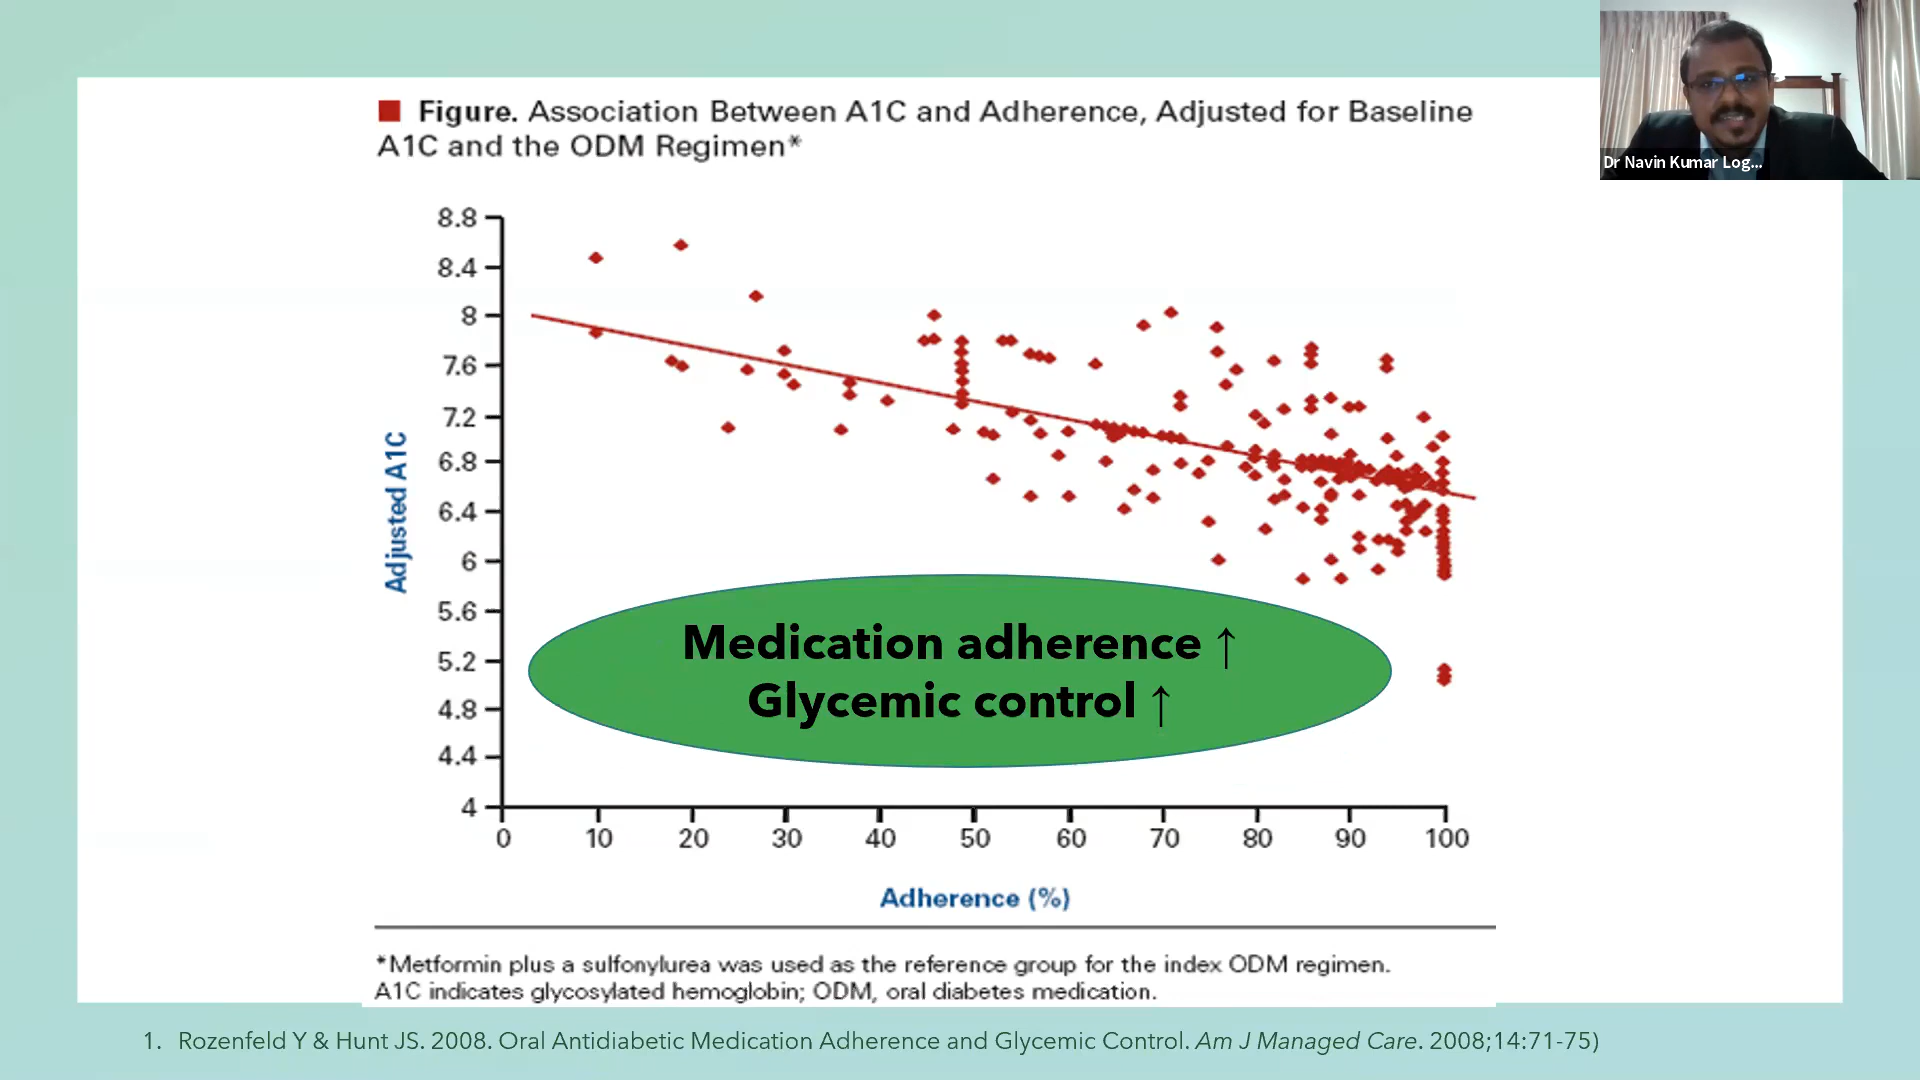 Figure. Association Between A1C and Adherence, Adjusted for Baseline
A1C and the ODM Regimen*
Dr Navin Kumar Log...
8.8
8.4
8
7.6
7.2
6.8
6.4
6
5.6
5.2
4.8
4.4
4
Adjusted A1C
Medication adherence ↑
Glycemic control ↑
0 10 20 30 40 50 60 70 80 90 100
Adherence (%)
*Metformin plus a sulfonylurea was used as the reference group for the index ODM regimen.
A1C indicates glycosylated hemoglobin; ODM, oral diabetes medication.
1. Rozenfeld Y & Hunt JS. 2008. Oral Antidiabetic Medication Adherence and Glycemic Control. Am J Managed Care. 2008;14:71-75)